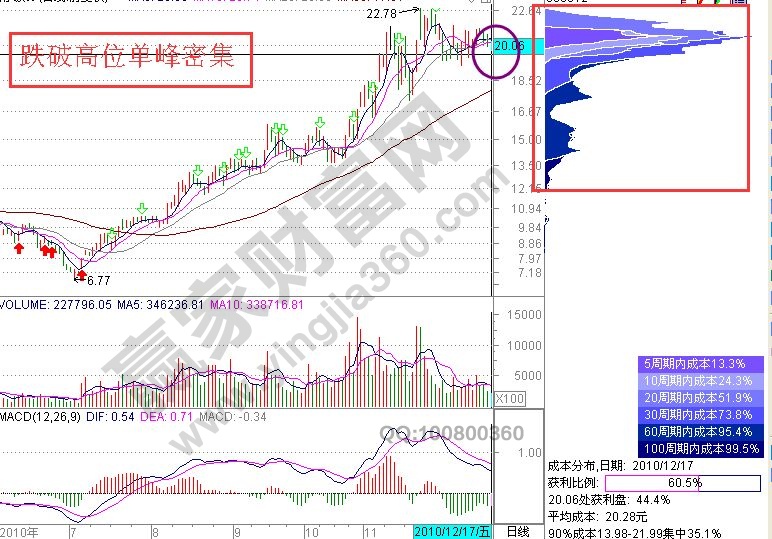 22.78
22.64
跌破高位单峰密集
20.06
18.52
16.67
15.00
13.50
12.15
10.94
9.84
8.86
7.97
7.18
6.77
VOLUME: 227796.05 MA5: 346236.81 MA10: 338716.81
15000
10000
5000
X100
MACD(12,26,9) DIF: 0.54 DEA: 0.71 MACD: -0.34
QQ:100800360
1.00
赢家财富网
www.yingjia360.com
2010年 7 8 9 10 11 2010/12/17/五 日线
5周期内成本13.3%
10周期内成本24.3%
20周期内成本51.9%
30周期内成本73.8%
60周期内成本95.4%
100周期内成本99.5%
成本分布,日期: 2010/12/17
获利比例: 60.5%
20.06处获利盘: 44.4%
平均成本: 20.28元
90%成本13.98-21.99集中35.1%